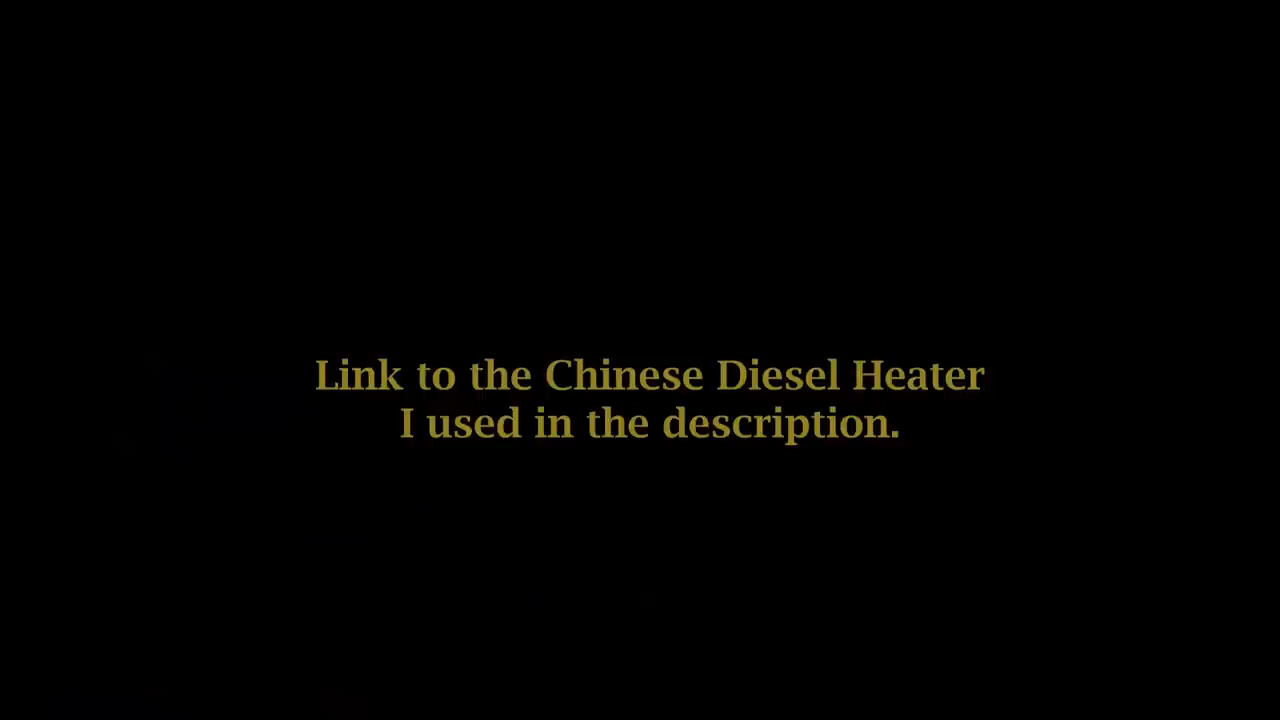 Link to the Chinese Diesel Heater
I used in the description.